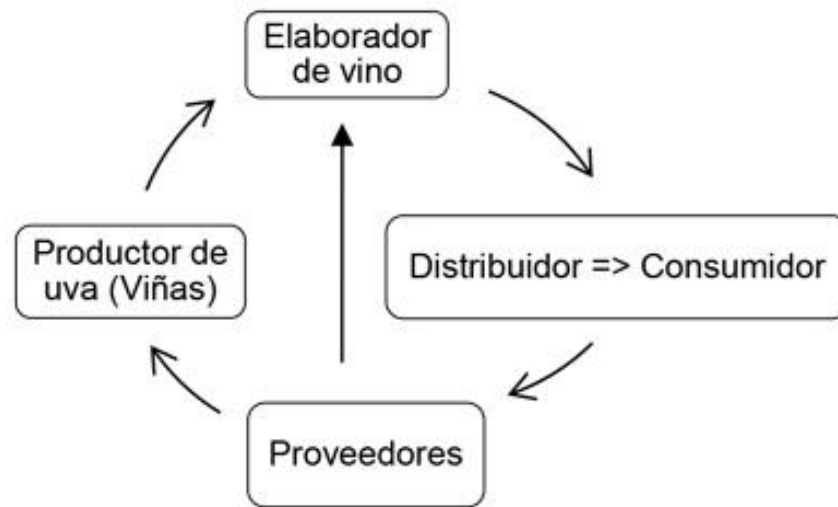 Elaborador
de vino
Productor de
uva (Viñas)
Distribuidor => Consumidor
Proveedores